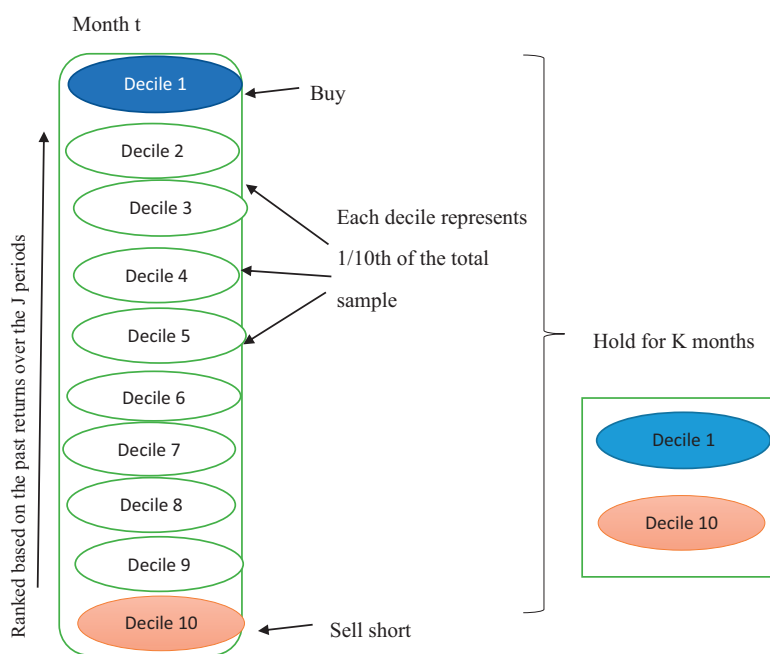 Month t
Decile 1
Buy
Decile 2
Decile 3
Each decile represents
1/10th of the total
sample
Decile 4
Decile 5
Decile 6
Decile 7
Decile 8
Decile 9
Decile 10
Sell short
Ranked based on the past returns over the J periods
Hold for K months
Decile 1
Decile 10